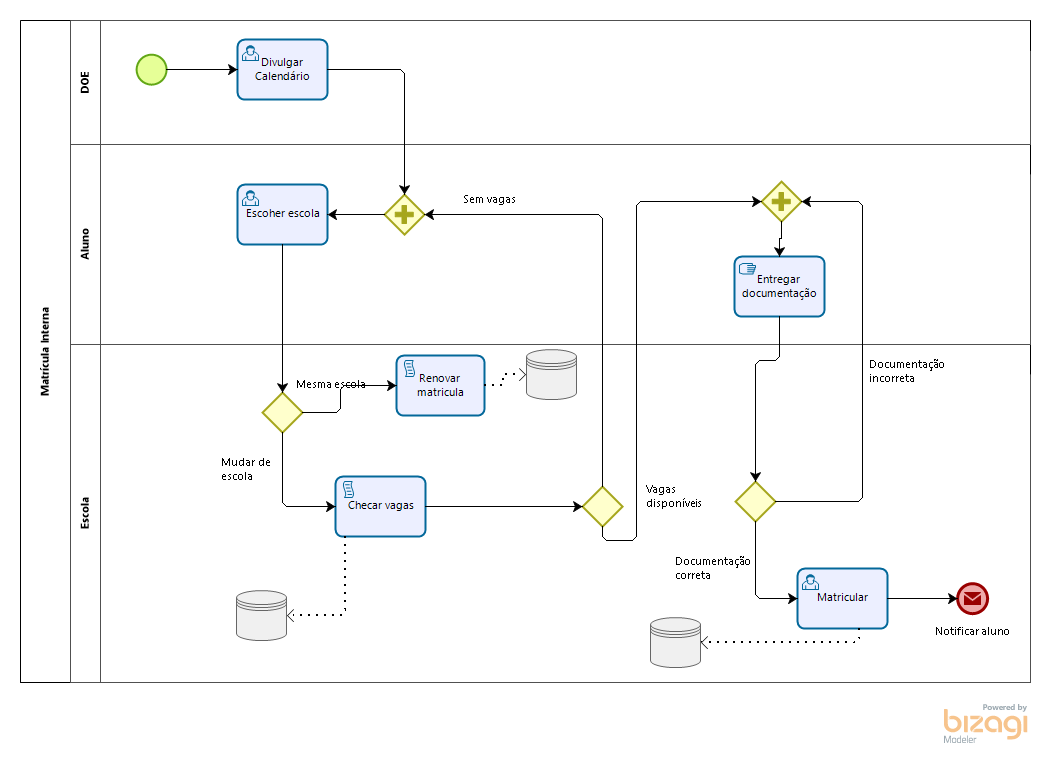 Matrícula Interna
DOE
Divulgar
Calendário
Aluno
Escoher escola
Sem vagas
Entregar
documentação
Escola
Mesma escola
Renovar
matricula
Documentação
incorreta
Mudar de
escola
Checar vagas
Vagas
disponíveis
Documentação
correta
Matricular
Notificar aluno
Powered by
bizagi
Modeler